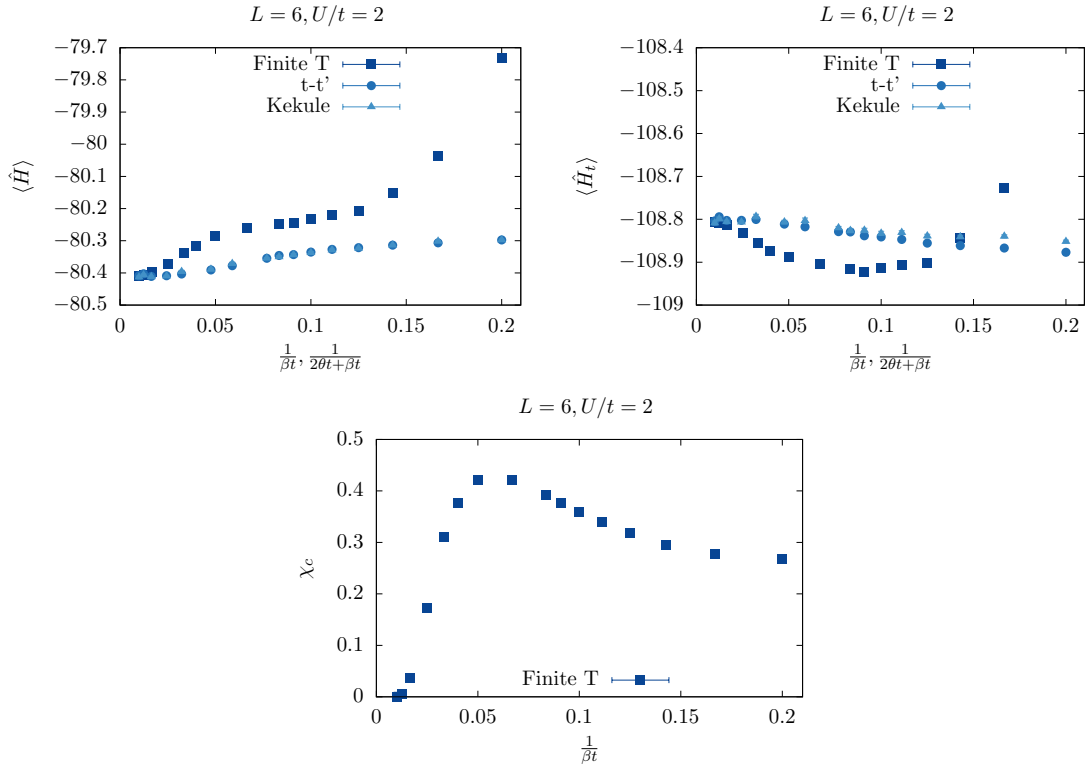 L = 6, U/t = 2
−79.7
−79.8
−79.9
−80
−80.1
−80.2
−80.3
−80.4
−80.5
⟨Ĥ⟩
Finite T
t-t’
Kekule
0 0.05 0.1 0.15 0.2
1/βt, 1/2θt+βt
L = 6, U/t = 2
−108.4
−108.5
−108.6
−108.7
−108.8
−108.9
−109
⟨Ĥₜ⟩
Finite T
t-t’
Kekule
0 0.05 0.1 0.15 0.2
1/βt, 1/2θt+βt
L = 6, U/t = 2
0.5
0.4
0.3
0.2
0.1
0
χc
Finite T
0 0.05 0.1 0.15 0.2
1/βt